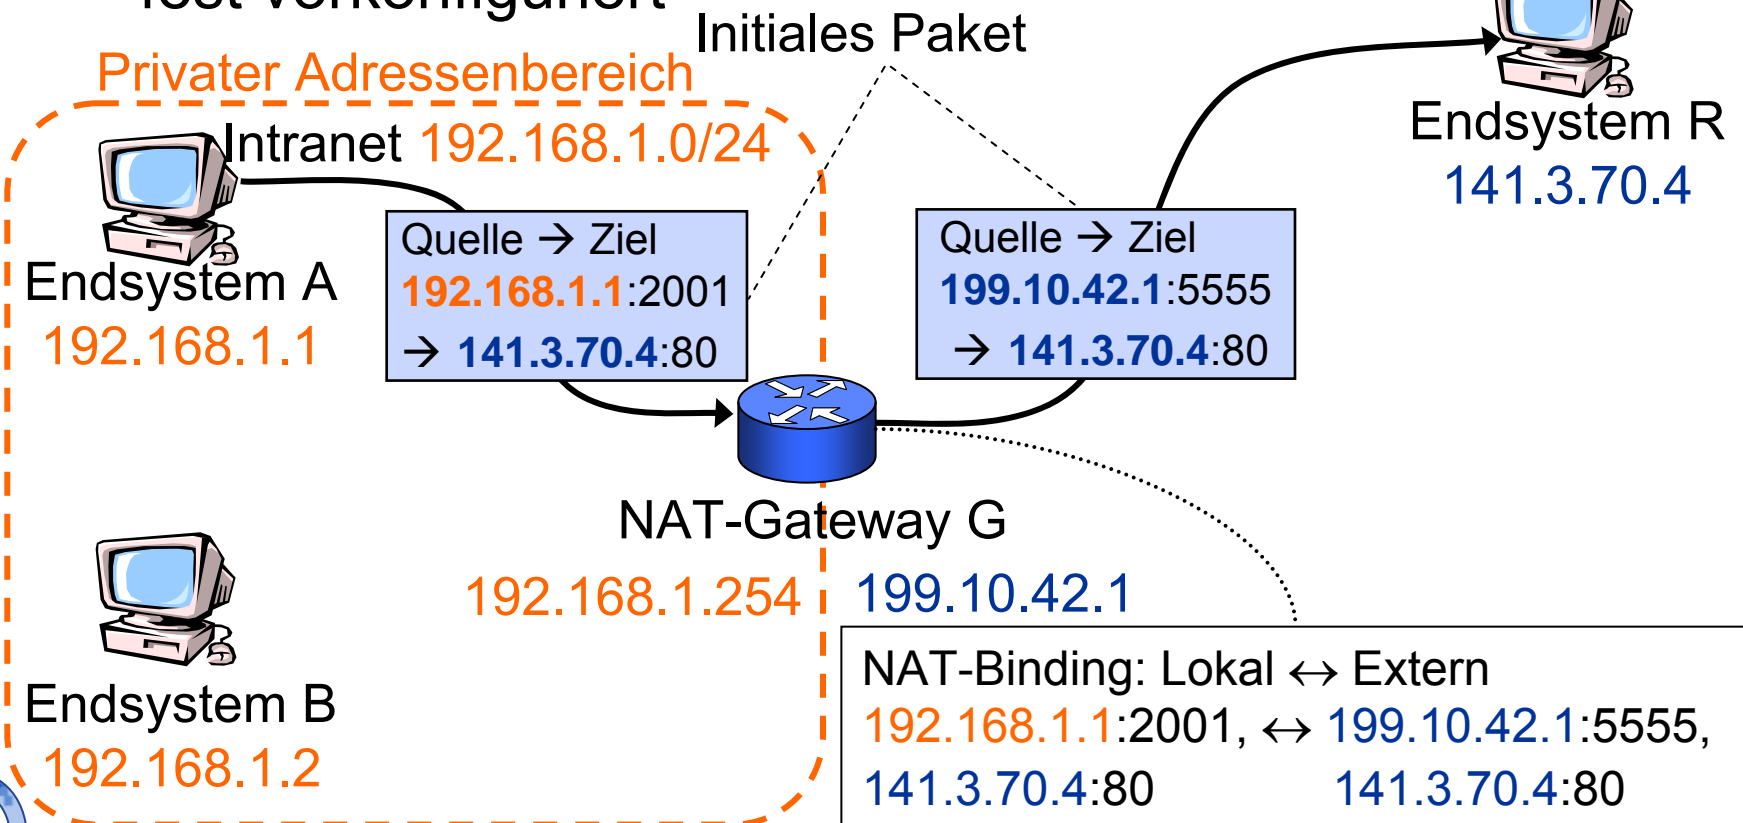 fest vorkonfiguriert
Initiales Paket
Privater Adressenbereich
Intranet 192.168.1.0/24
Endsystem R
141.3.70.4
Quelle → Ziel
192.168.1.1:2001
→ 141.3.70.4:80
Quelle → Ziel
199.10.42.1:5555
→ 141.3.70.4:80
Endsystem A
192.168.1.1
NAT-Gateway G
192.168.1.254
199.10.42.1
Endsystem B
192.168.1.2
NAT-Binding: Lokal ↔ Extern
192.168.1.1:2001, ↔ 199.10.42.1:5555,
141.3.70.4:80 141.3.70.4:80